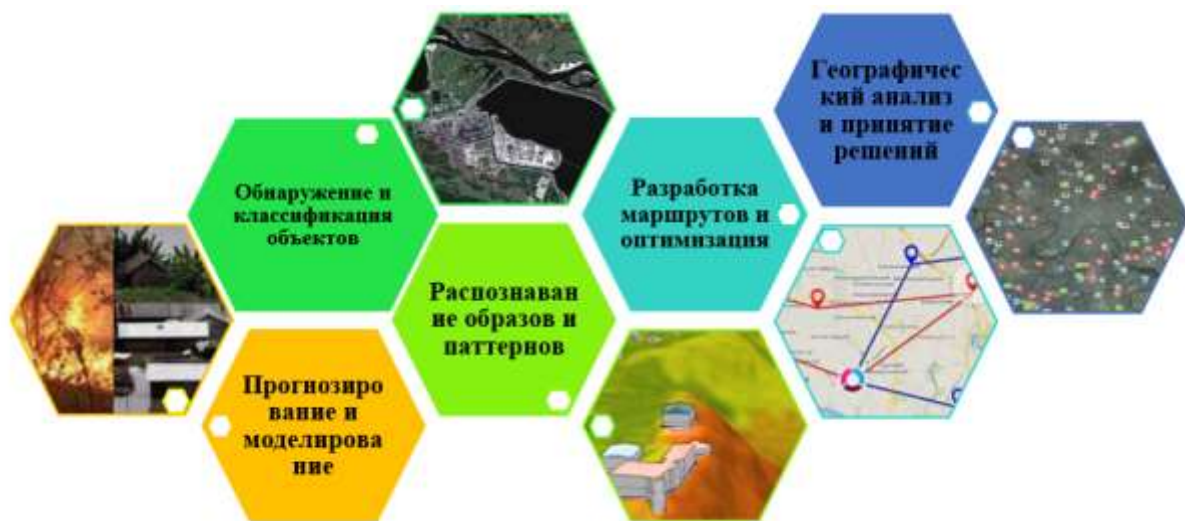 Географичес
кий анализ
и принятие
решений
Обнаружение и
классификация
объектов
Разработка
маршрутов и
оптимизация
Распознаван
ие образов и
паттернов
Прогнозиро
вание и
моделирова
ние